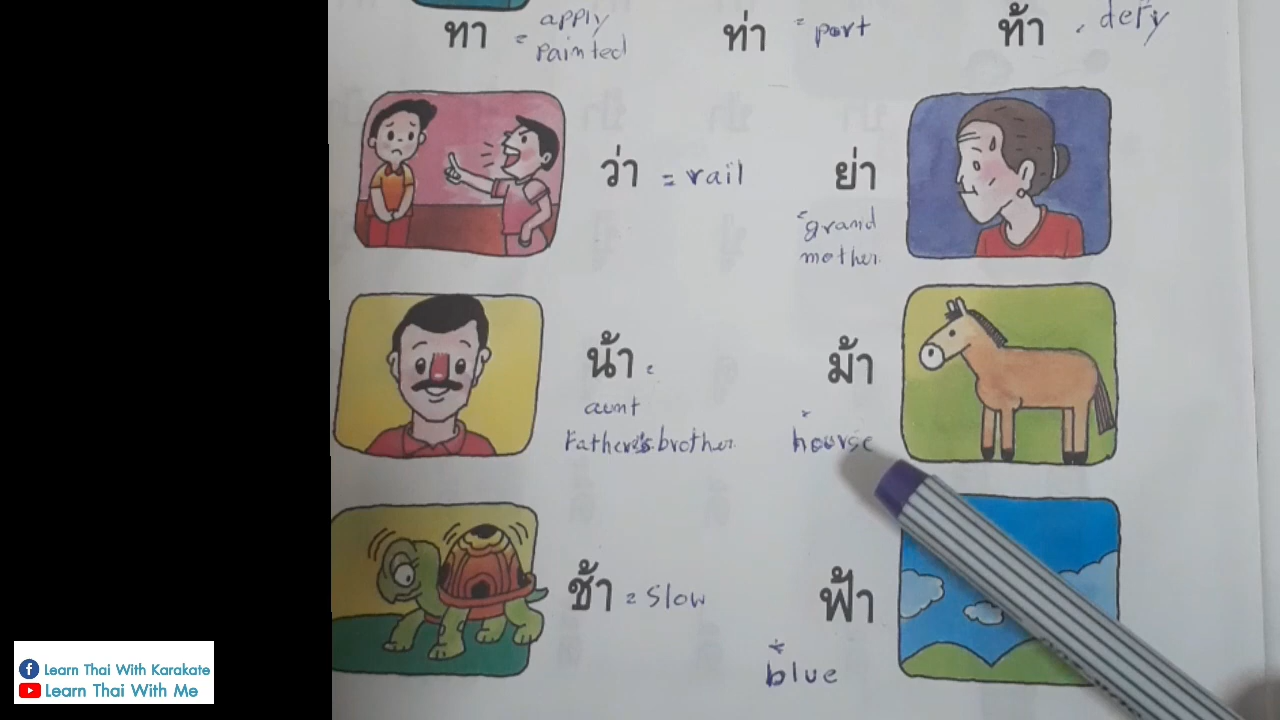 ทา = apply
painted
ท่า = port
ท้า = defy
ว่า = rail
ย่า
= grand
mother.
น้า =
aunt
Father's brother.
ม้า
=
hourse
ช้า = slow
ฟ้า
=
blue
Learn Thai With Karakate
Learn Thai With Me